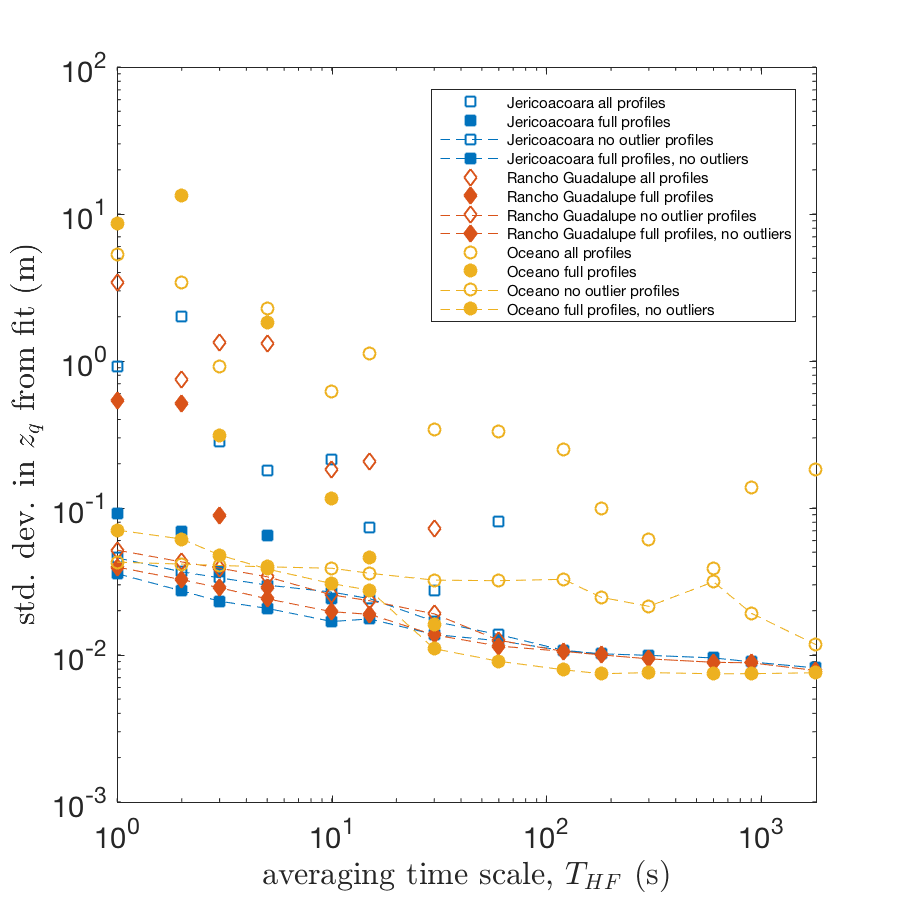 10^2
10^1
10^0
10^-1
10^-2
10^-3
std. dev. in z_q from fit (m)
Jericoacoara all profiles
Jericoacoara full profiles
Jericoacoara no outlier profiles
Jericoacoara full profiles, no outliers
Rancho Guadalupe all profiles
Rancho Guadalupe full profiles
Rancho Guadalupe no outlier profiles
Rancho Guadalupe full profiles, no outliers
Oceano all profiles
Oceano full profiles
Oceano no outlier profiles
Oceano full profiles, no outliers
10^0 10^1 10^2 10^3
averaging time scale, T_HF (s)